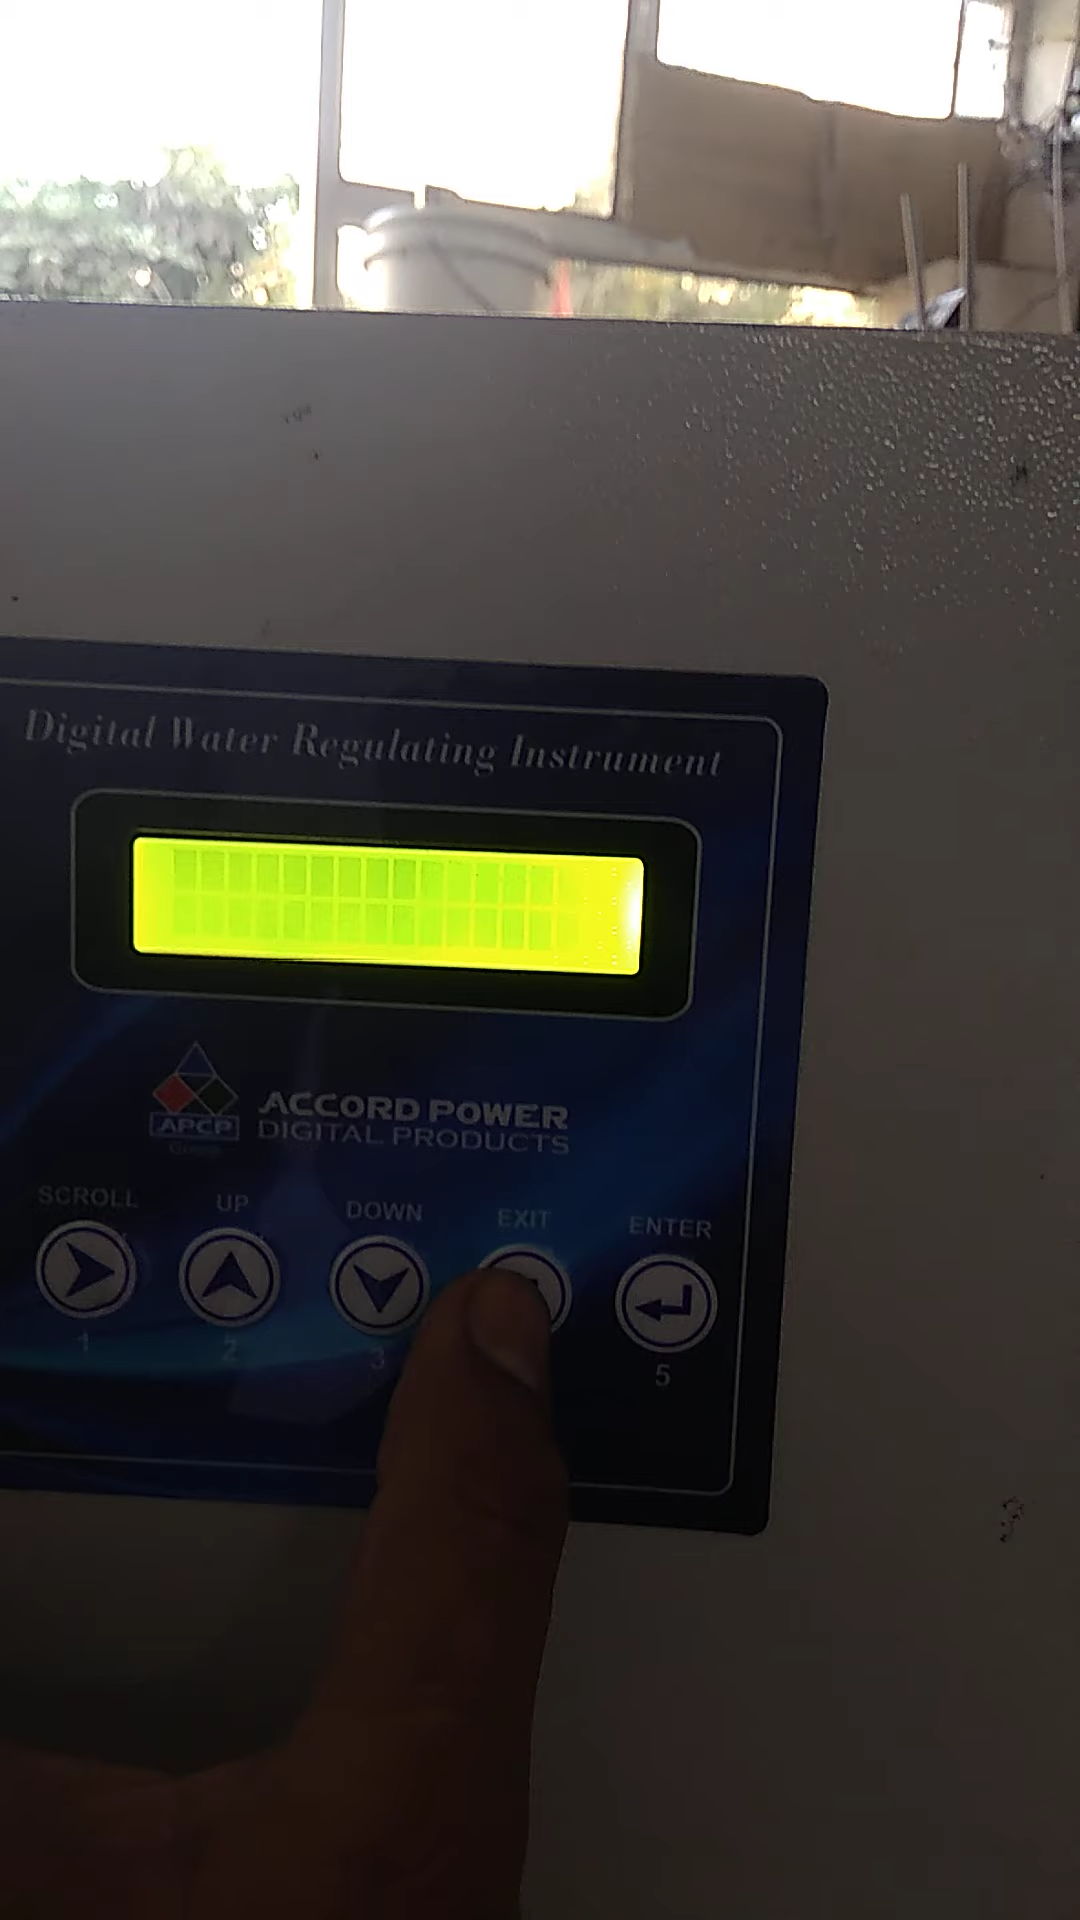 Digital Water Regulating Instrument
APCP
ACCORD POWER
DIGITAL PRODUCTS
SCROLL UP DOWN EXIT ENTER
1 2 3 5